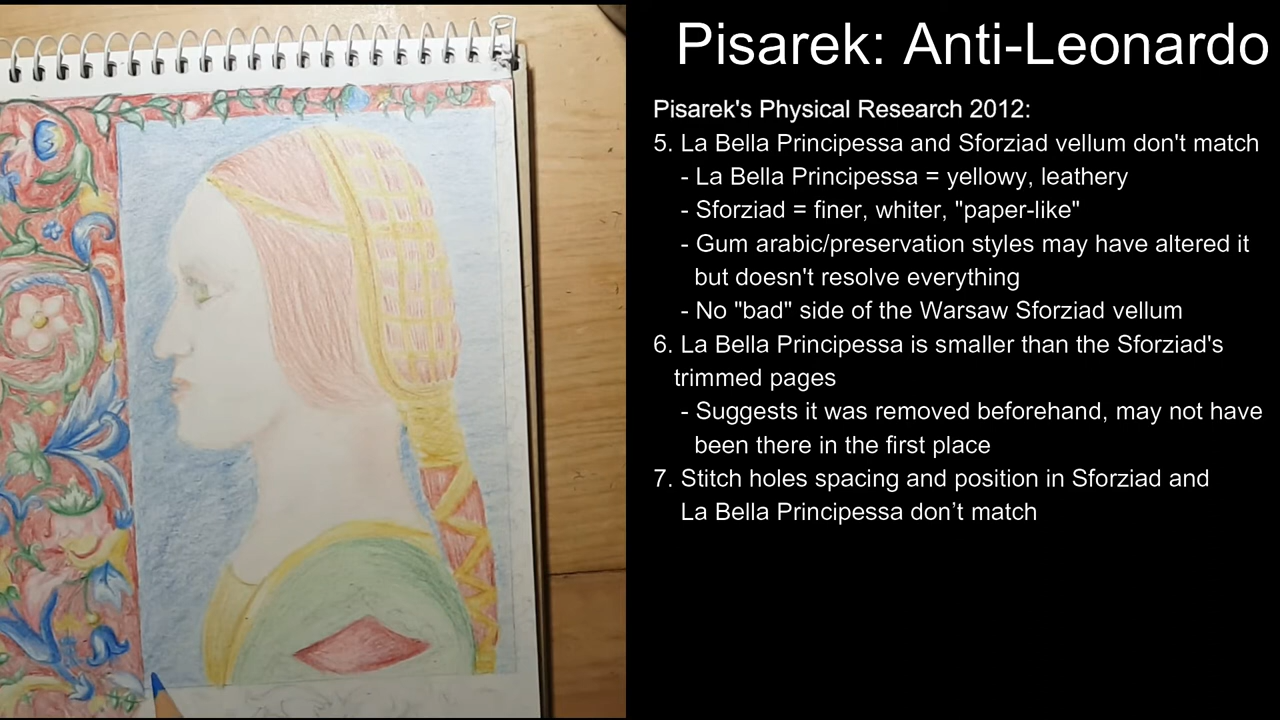 Pisarek: Anti-Leonardo
Pisarek's Physical Research 2012:
5. La Bella Principessa and Sforziad vellum don't match
- La Bella Principessa = yellowy, leathery
- Sforziad = finer, whiter, "paper-like"
- Gum arabic/preservation styles may have altered it
but doesn't resolve everything
- No "bad" side of the Warsaw Sforziad vellum
6. La Bella Principessa is smaller than the Sforziad's
trimmed pages
- Suggests it was removed beforehand, may not have
been there in the first place
7. Stitch holes spacing and position in Sforziad and
La Bella Principessa don’t match